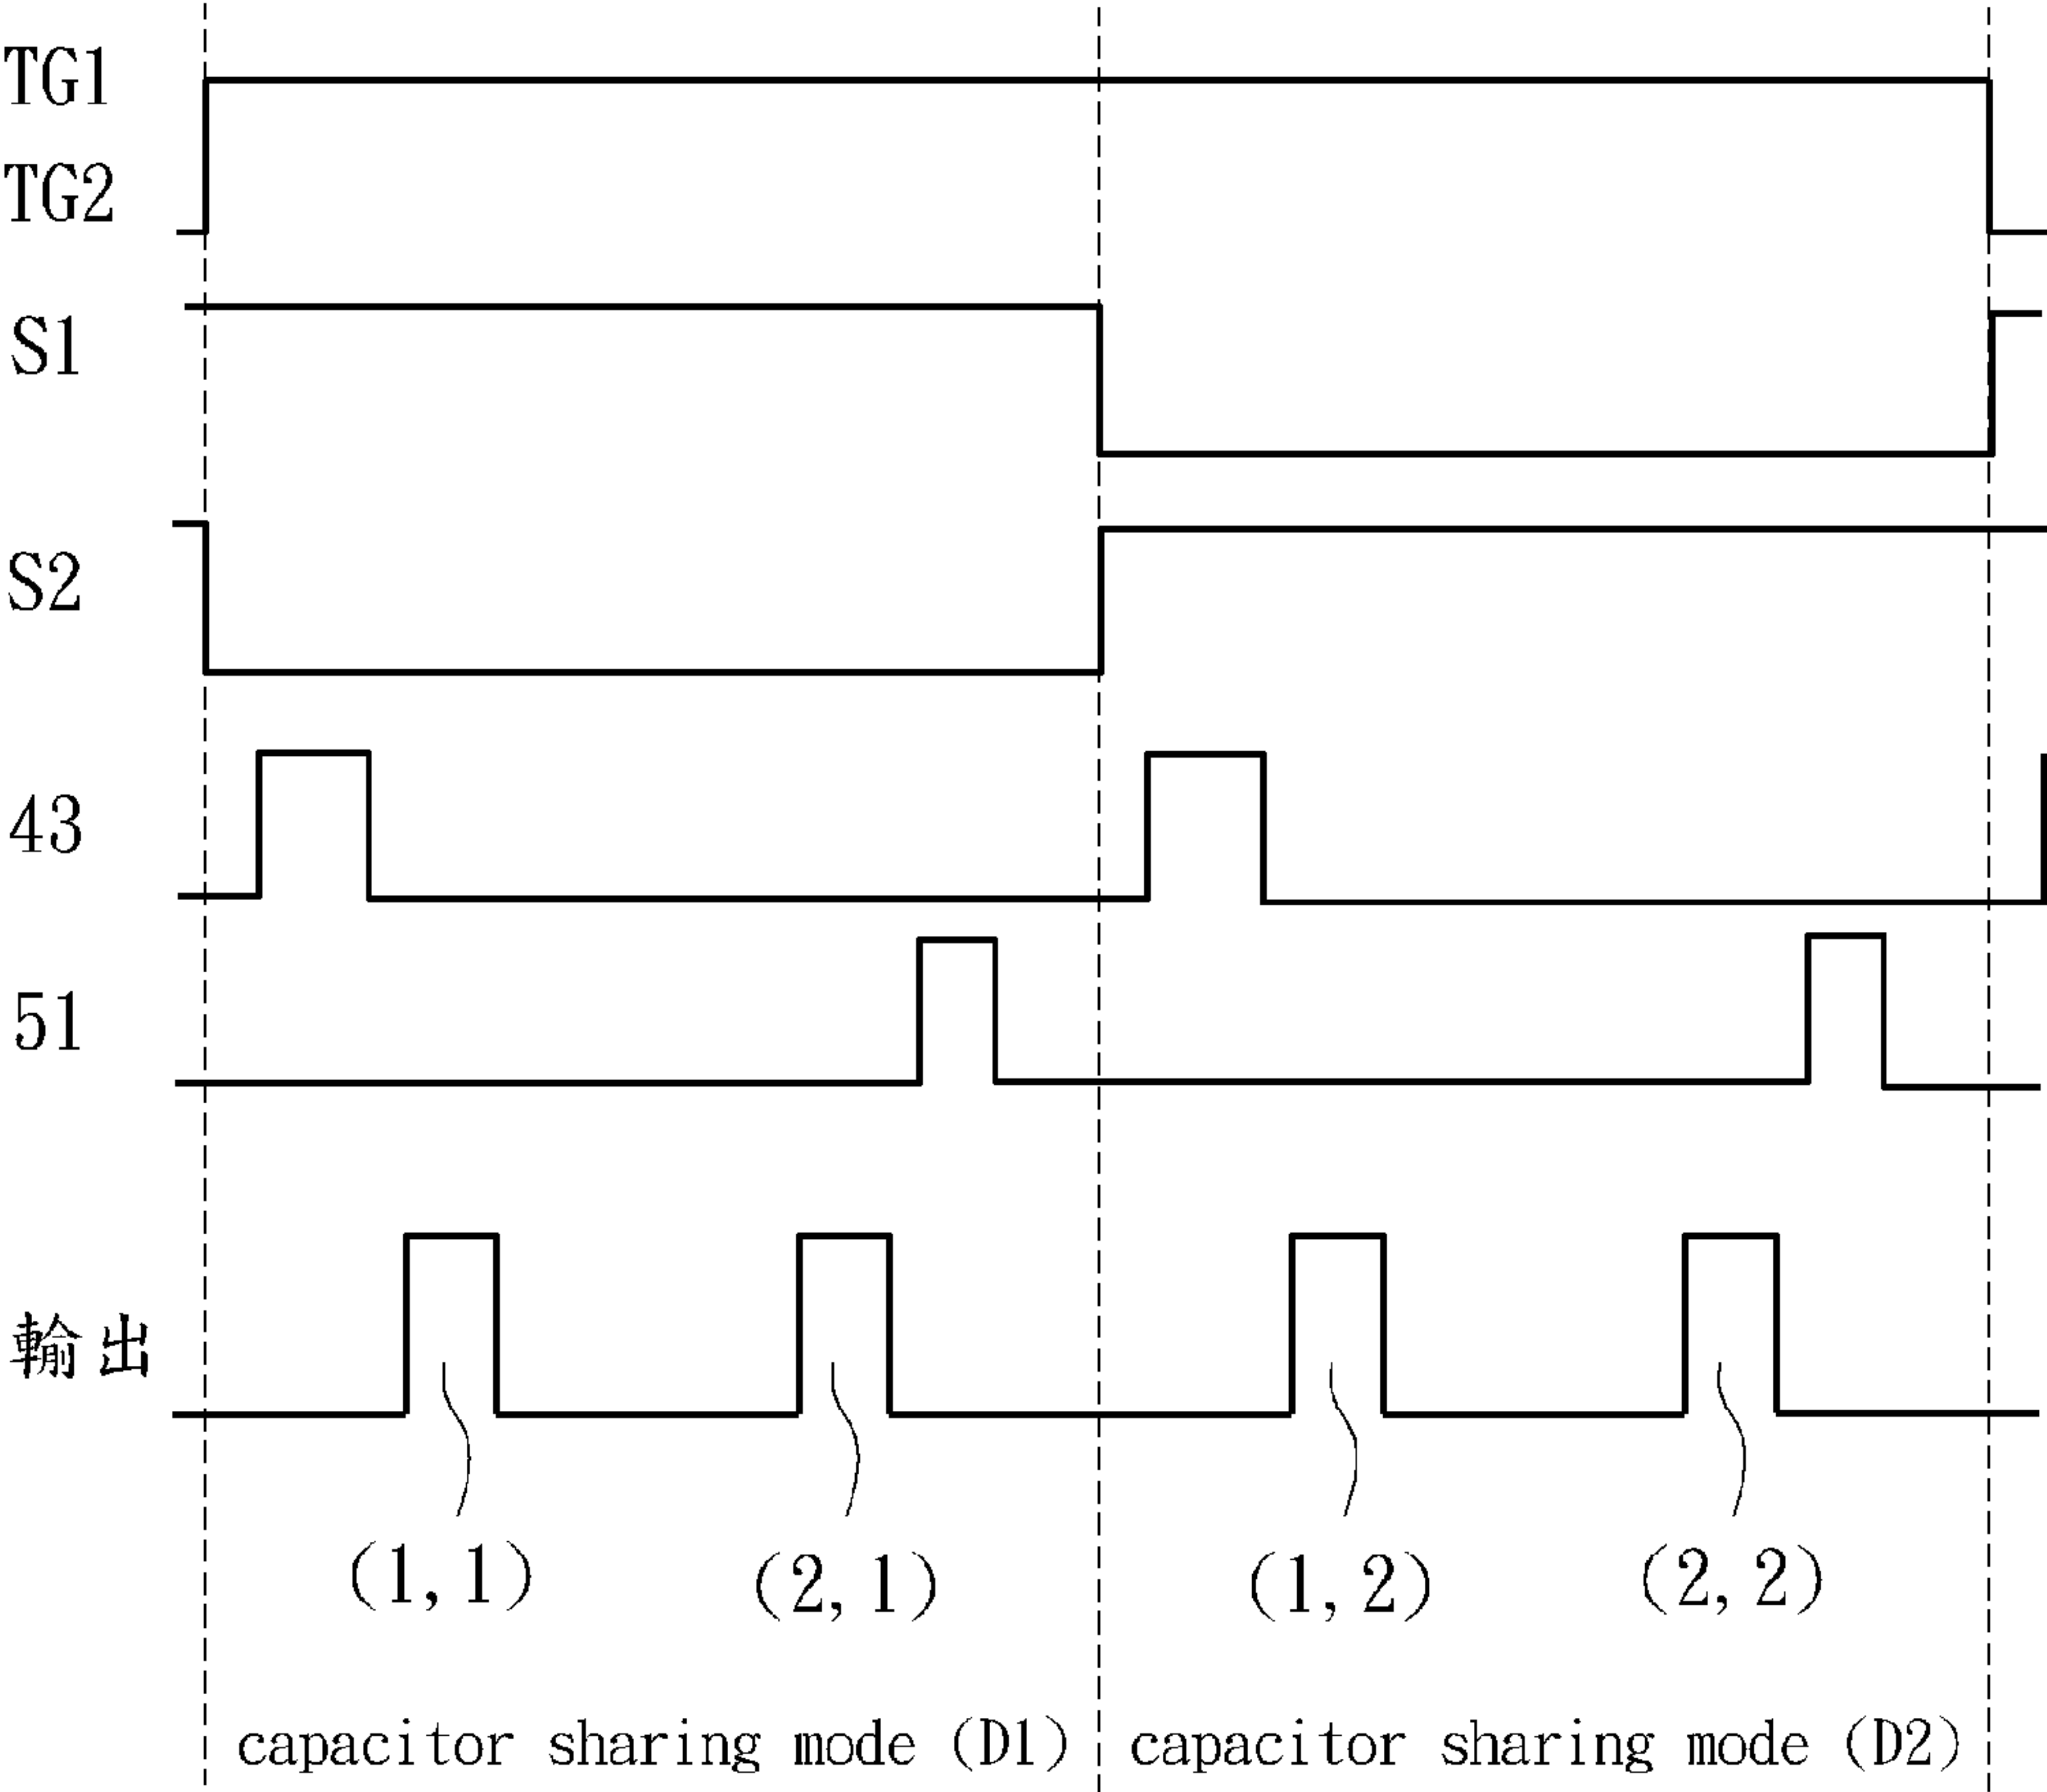 TG1
TG2
S1
S2
43
51
輸出
(1,1) (2,1) (1,2) (2,2)
capacitor sharing mode (D1) capacitor sharing mode (D2)